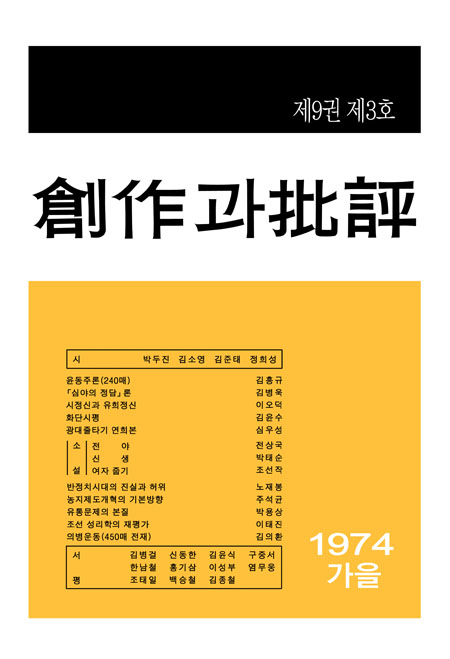 제9권 제3호
創作과批評
시 박두진 김소영 김준태 정희성
윤동주론(240매) 김흥규
「심야의 정담」론 김병욱
시정신과 유희정신 이오덕
화단시평 김윤수
광대줄타기 연희본 심우성
소 전 야 전상국
신 생 박태순
설 여자 줍기 조선작
반정치시대의 진실과 허위 노재봉
농지제도개혁의 기본방향 주석균
유통문제의 본질 박용상
조선 성리학의 재평가 이태진
의병운동(450매 전재) 김의환
서 김병걸 신동한 김윤식 구중서
한남철 홍기삼 이성부 염무웅
평 조태일 백승철 김종철
1974
가을